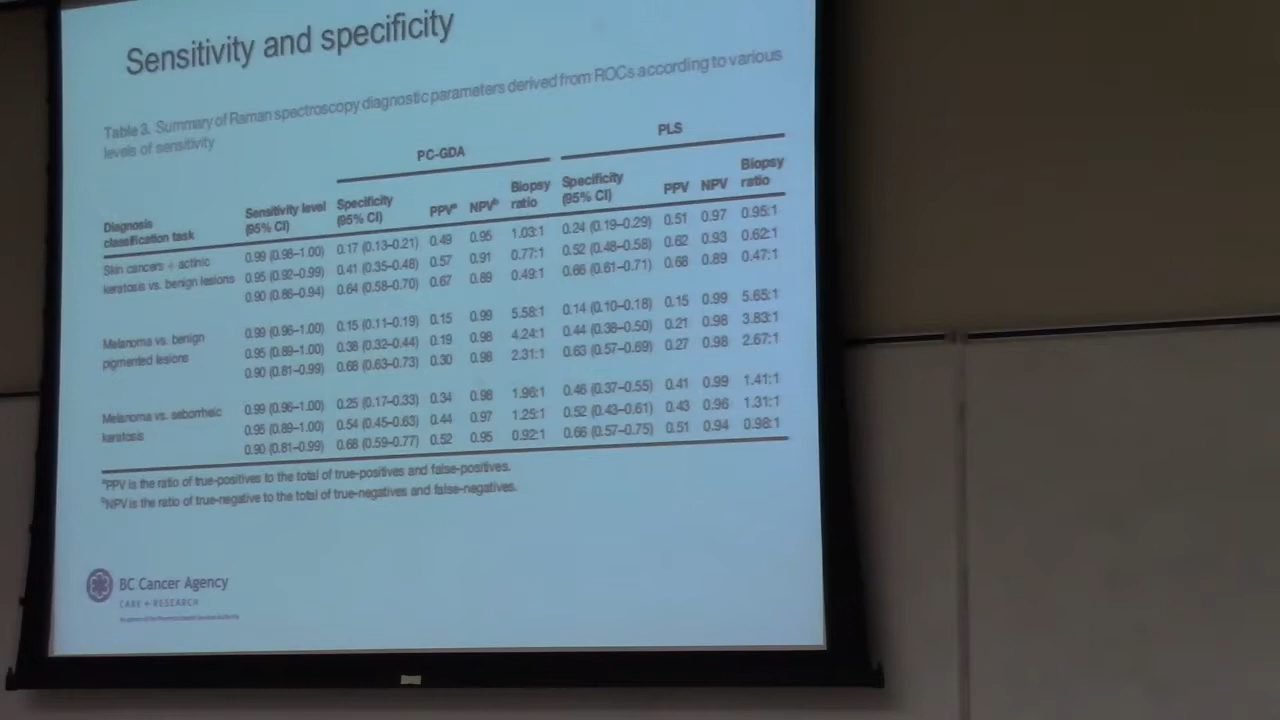 Sensitivity and specificity
Table 3. Summary of Raman spectroscopy diagnostic parameters derived from ROCs according to various
levels of sensitivity
PC-GDA PLS
Diagnosis classification task Sensitivity level (95% CI) Specificity (95% CI) PPVa NPVb Biopsy ratio Specificity (95% CI) PPV NPV Biopsy ratio
Skin cancers + actinic 0.99 (0.98–1.00) 0.17 (0.13–0.21) 0.49 0.95 1.03:1 0.24 (0.19–0.29) 0.51 0.97 0.95:1
keratosis vs. benign lesions 0.95 (0.92–0.99) 0.41 (0.35–0.48) 0.57 0.91 0.77:1 0.52 (0.48–0.58) 0.62 0.93 0.62:1
0.90 (0.86–0.94) 0.64 (0.58–0.70) 0.67 0.89 0.49:1 0.66 (0.61–0.71) 0.68 0.89 0.47:1
Melanoma vs. benign 0.99 (0.96–1.00) 0.15 (0.11–0.19) 0.15 0.99 5.58:1 0.14 (0.10–0.18) 0.15 0.99 5.65:1
pigmented lesions 0.95 (0.89–1.00) 0.38 (0.32–0.44) 0.19 0.98 4.24:1 0.44 (0.38–0.50) 0.21 0.98 3.83:1
0.90 (0.81–0.99) 0.68 (0.63–0.73) 0.30 0.98 2.31:1 0.63 (0.57–0.69) 0.27 0.98 2.67:1
Melanoma vs. seborrheic 0.99 (0.96–1.00) 0.25 (0.17–0.33) 0.34 0.98 1.96:1 0.46 (0.37–0.55) 0.41 0.99 1.41:1
keratosis 0.95 (0.89–1.00) 0.54 (0.45–0.63) 0.44 0.97 1.25:1 0.52 (0.43–0.61) 0.43 0.96 1.31:1
0.90 (0.81–0.99) 0.68 (0.59–0.77) 0.52 0.95 0.92:1 0.66 (0.57–0.75) 0.51 0.94 0.98:1
aPPV is the ratio of true-positives to the total of true-positives and false-positives.
bNPV is the ratio of true-negative to the total of true-negatives and false-negatives.
BC Cancer Agency
CARE + RESEARCH